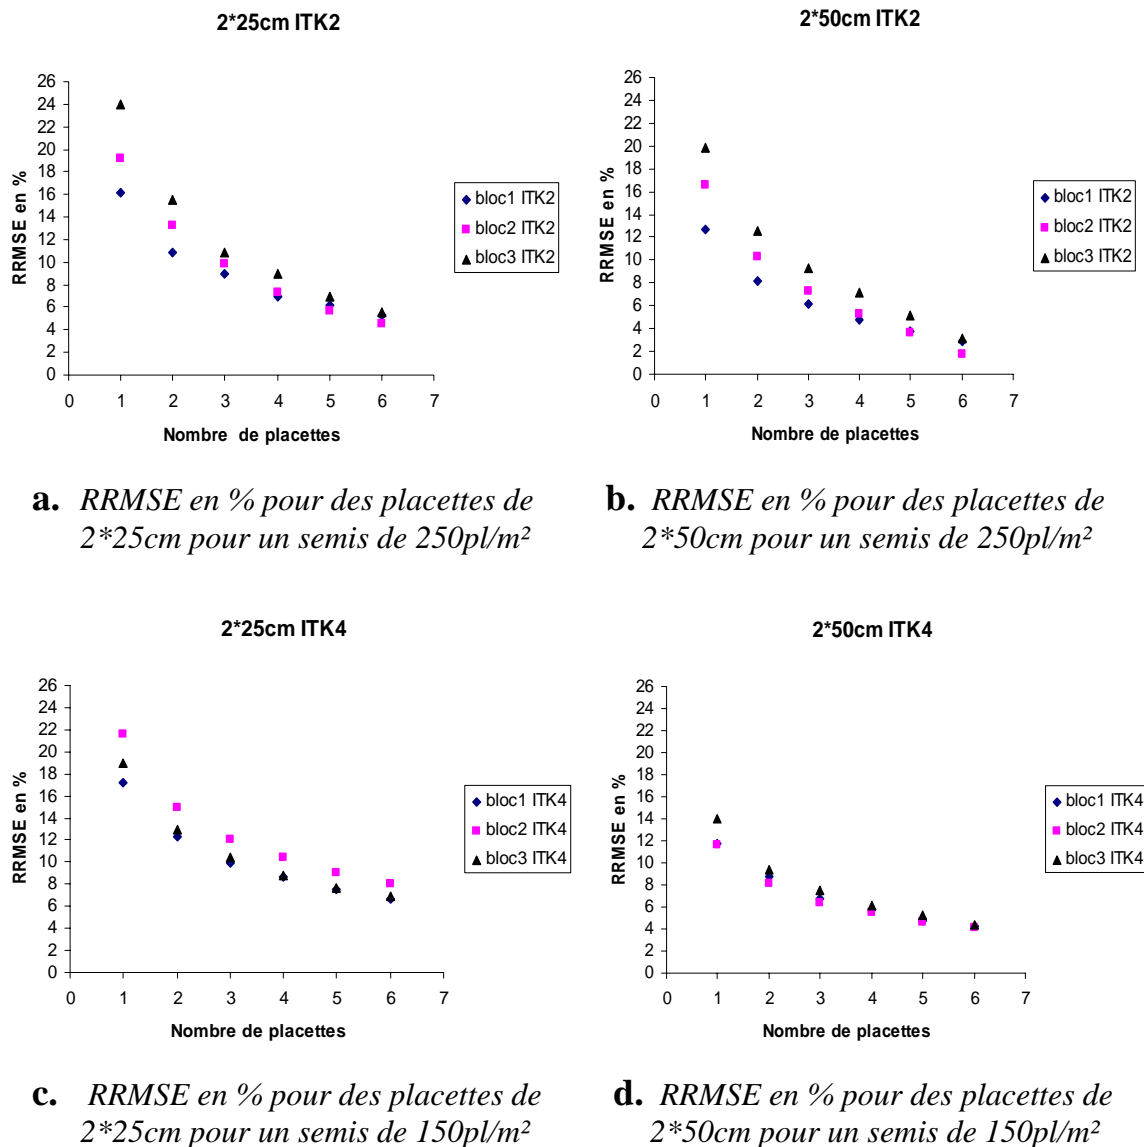 2*25cm ITK2
26
24
22
20
18
16
14
12
10
8
6
4
2
0
RRMSE en %
0 1 2 3 4 5 6 7
Nombre de placettes
bloc1 ITK2
bloc2 ITK2
bloc3 ITK2
2*50cm ITK2
26
24
22
20
18
16
14
12
10
8
6
4
2
0
RRMSE en %
0 1 2 3 4 5 6 7
Nombre de placettes
bloc1 ITK2
bloc2 ITK2
bloc3 ITK2
a. RRMSE en % pour des placettes de
2*25cm pour un semis de 250pl/m²
b. RRMSE en % pour des placettes de
2*50cm pour un semis de 250pl/m²
2*25cm ITK4
26
24
22
20
18
16
14
12
10
8
6
4
2
0
RRMSE en %
0 1 2 3 4 5 6 7
Nombre de placettes
bloc1 ITK4
bloc2 ITK4
bloc3 ITK4
2*50cm ITK4
26
24
22
20
18
16
14
12
10
8
6
4
2
0
RRMSE en %
0 1 2 3 4 5 6 7
Nombre de placettes
bloc1 ITK4
bloc2 ITK4
bloc3 ITK4
c. RRMSE en % pour des placettes de
2*25cm pour un semis de 150pl/m²
d. RRMSE en % pour des placettes de
2*50cm pour un semis de 150pl/m²